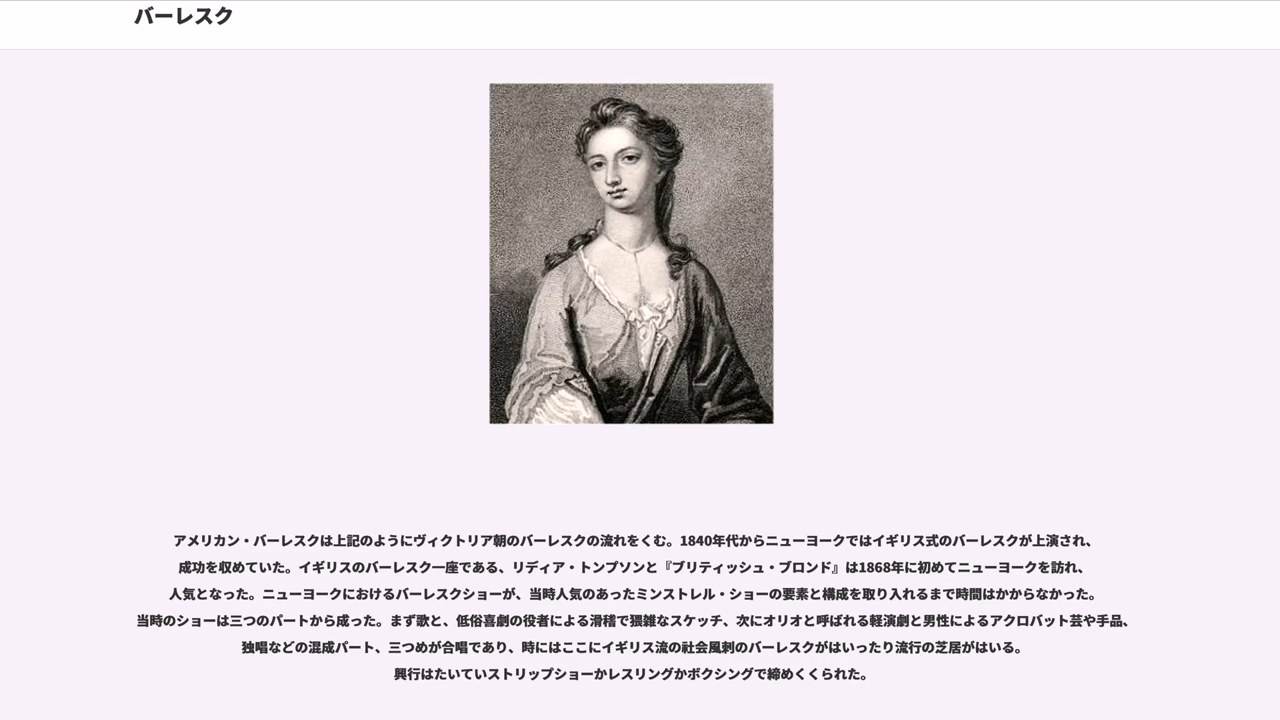 バーレスク
アメリカン・バーレスクは上記のようにヴィクトリア朝のバーレスクの流れをくむ。1840年代からニューヨークではイギリス式のバーレスクが上演され、
成功を収めていた。イギリスのバーレスク一座である、リディア・トンプソンと『ブリティッシュ・ブロンド』は1868年に初めてニューヨークを訪れ、
人気となった。ニューヨークにおけるバーレスクショーが、当時人気のあったミンストレル・ショーの要素と構成を取り入れるまで時間はかからなかった。
当時のショーは三つのパートから成った。まず歌と、低俗喜劇の役者による滑稽で猥雑なスケッチ、次にオリオと呼ばれる軽演劇と男性によるアクロバット芸や手品、
独唱などの混成パート、三つめが合唱であり、時にはここにイギリス流の社会風刺のバーレスクがはいったり流行の芝居がはいる。
興行はたいていストリップショーかレスリングかボクシングで締めくくられた。